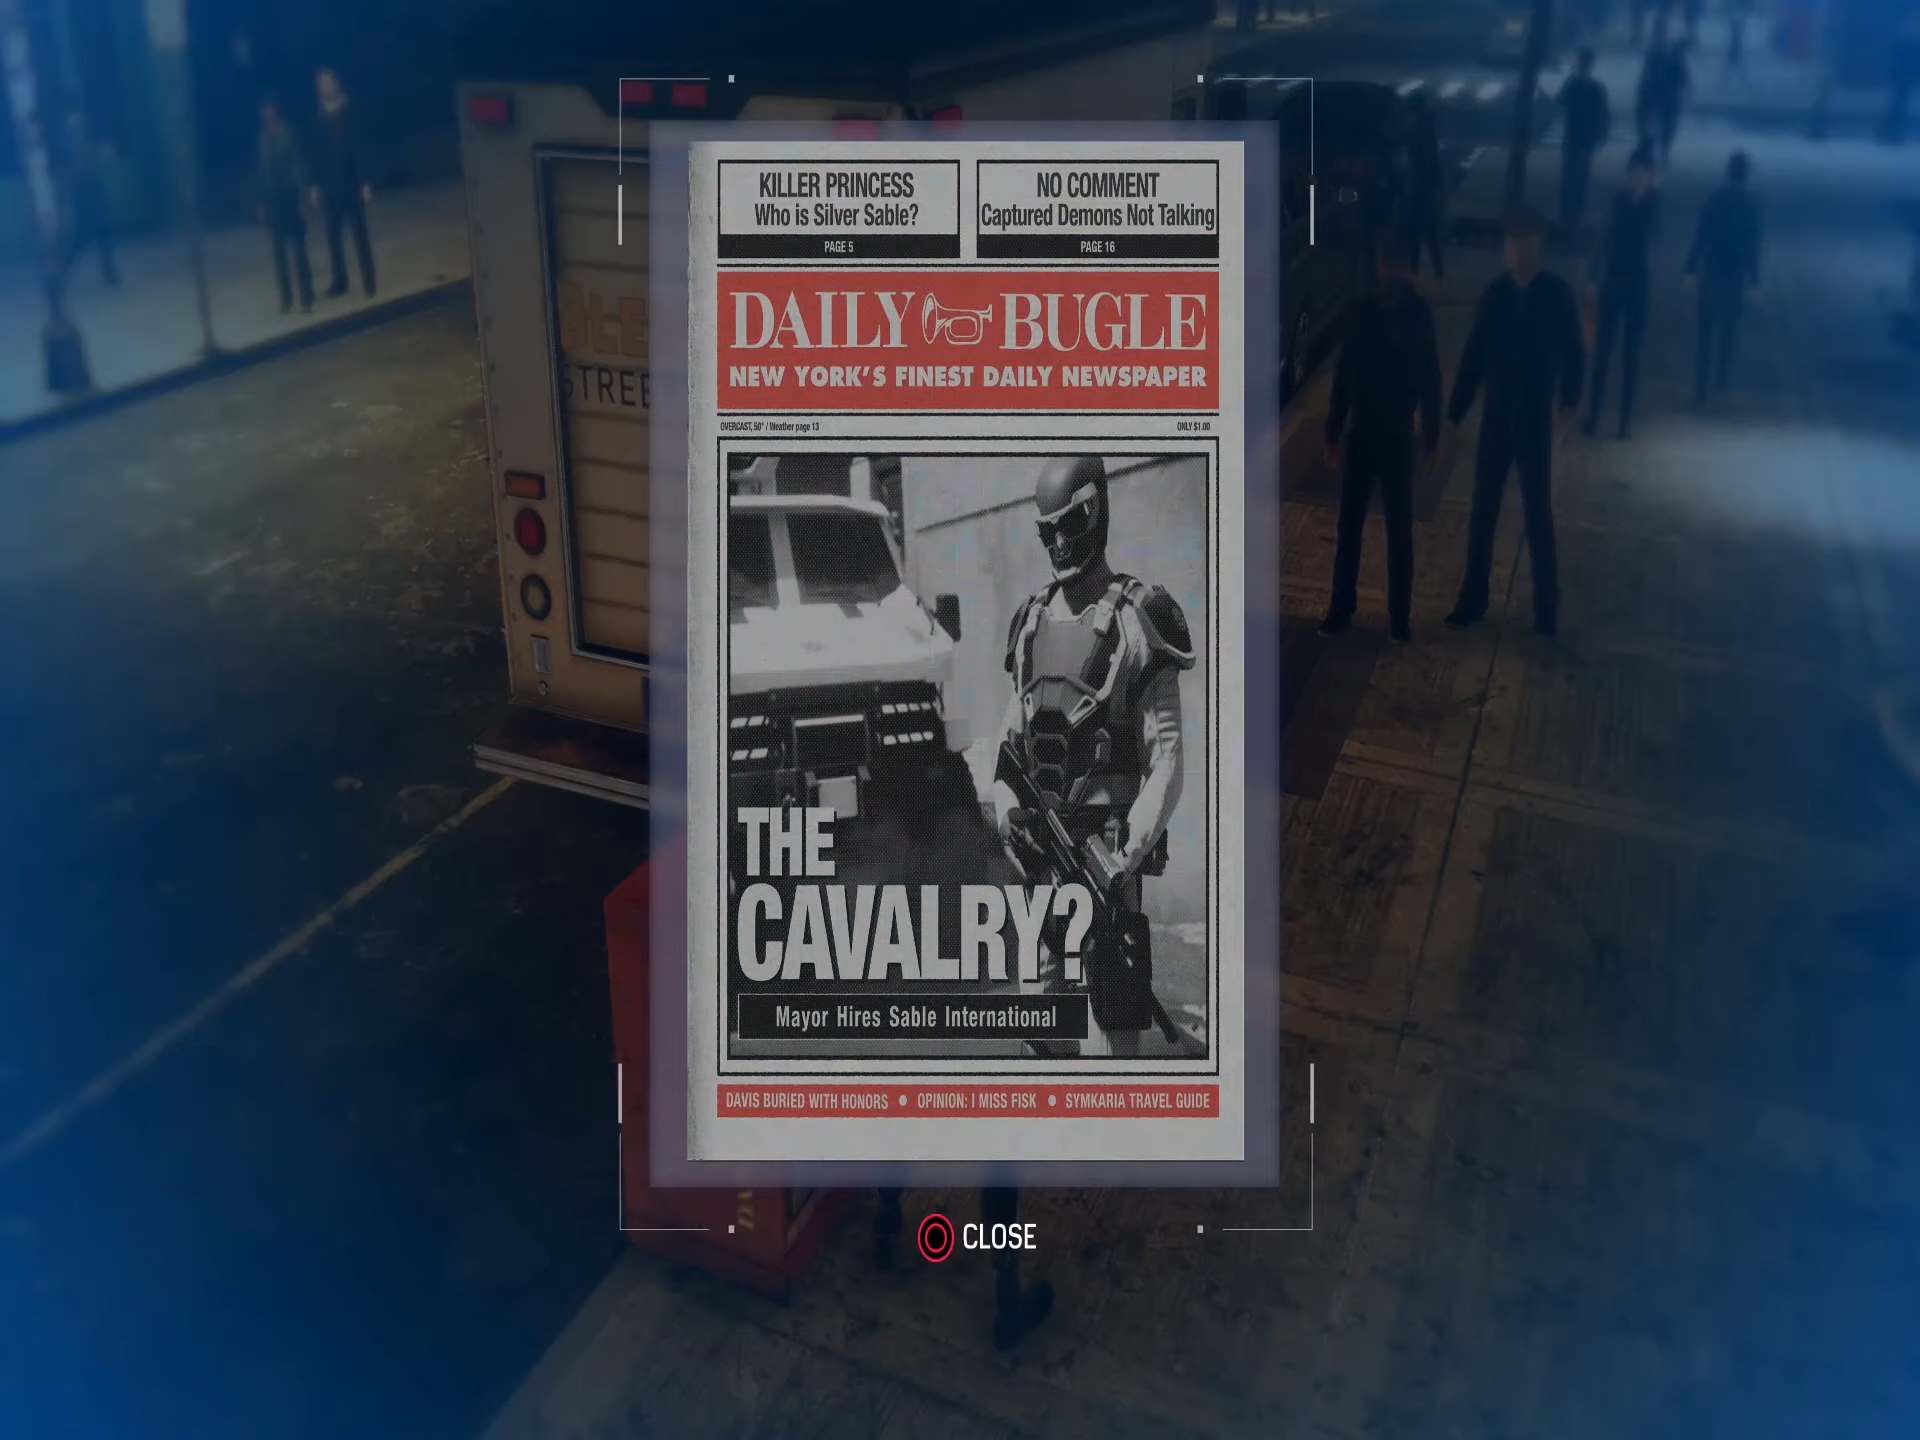 KILLER PRINCESS
Who is Silver Sable?
PAGE 5
NO COMMENT
Captured Demons Not Talking
PAGE 16
DAILY BUGLE
NEW YORK'S FINEST DAILY NEWSPAPER
OVERCAST, 50° / Weather page 13
ONLY $1.00
THE
CAVALRY?
Mayor Hires Sable International
DAVIS BURIED WITH HONORS ● OPINION: I MISS FISK ● SYMKARIA TRAVEL GUIDE
CLOSE